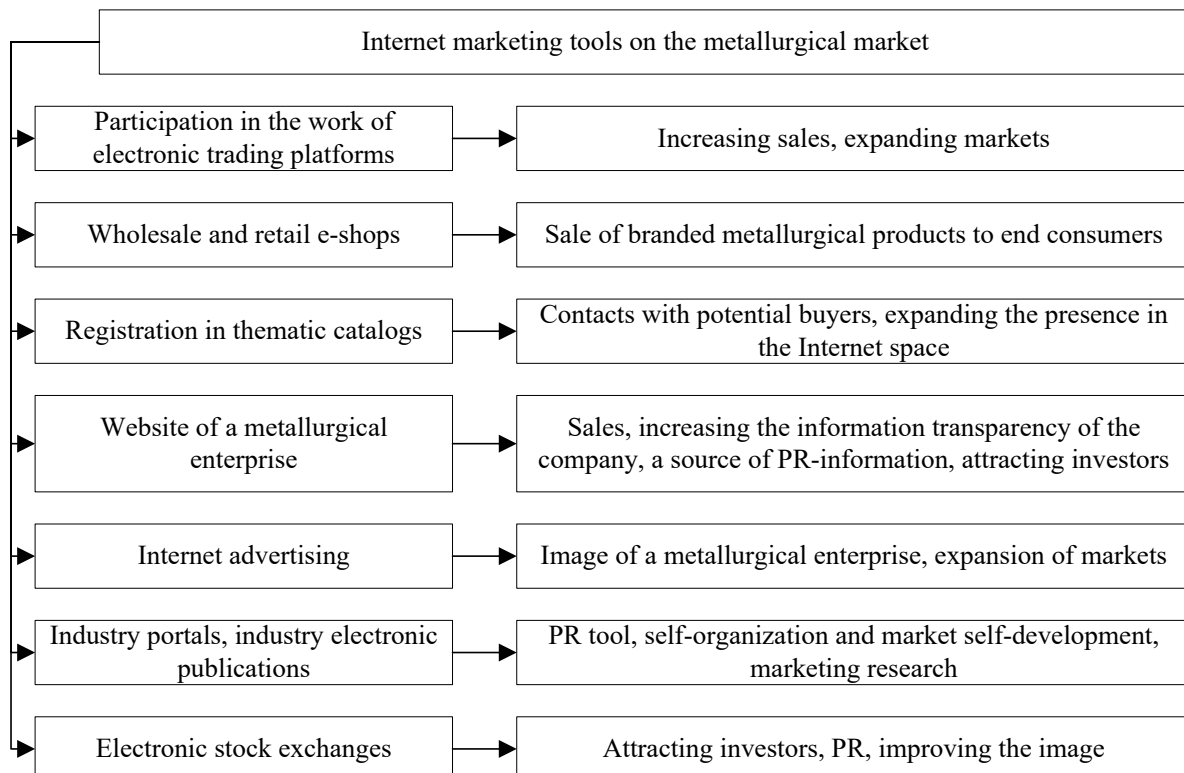 Internet marketing tools on the metallurgical market
Participation in the work of
electronic trading platforms
Increasing sales, expanding markets
Wholesale and retail e-shops
Sale of branded metallurgical products to end consumers
Registration in thematic catalogs
Contacts with potential buyers, expanding the presence in
the Internet space
Website of a metallurgical
enterprise
Sales, increasing the information transparency of the
company, a source of PR-information, attracting investors
Internet advertising
Image of a metallurgical enterprise, expansion of markets
Industry portals, industry electronic
publications
PR tool, self-organization and market self-development,
marketing research
Electronic stock exchanges
Attracting investors, PR, improving the image